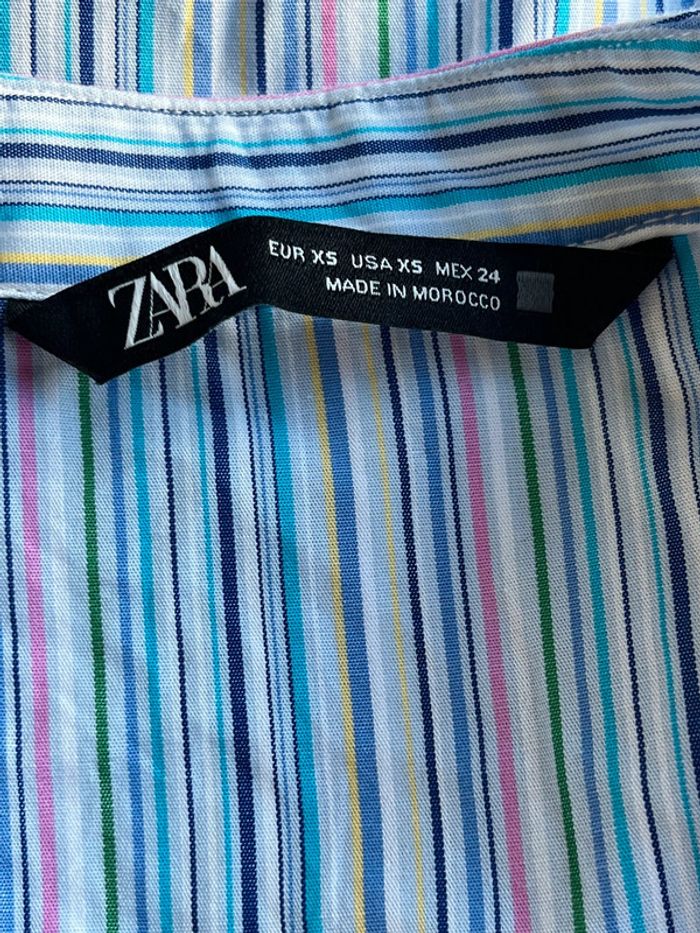 ZARA
EUR XS USA XS MEX 24
MADE IN MOROCCO